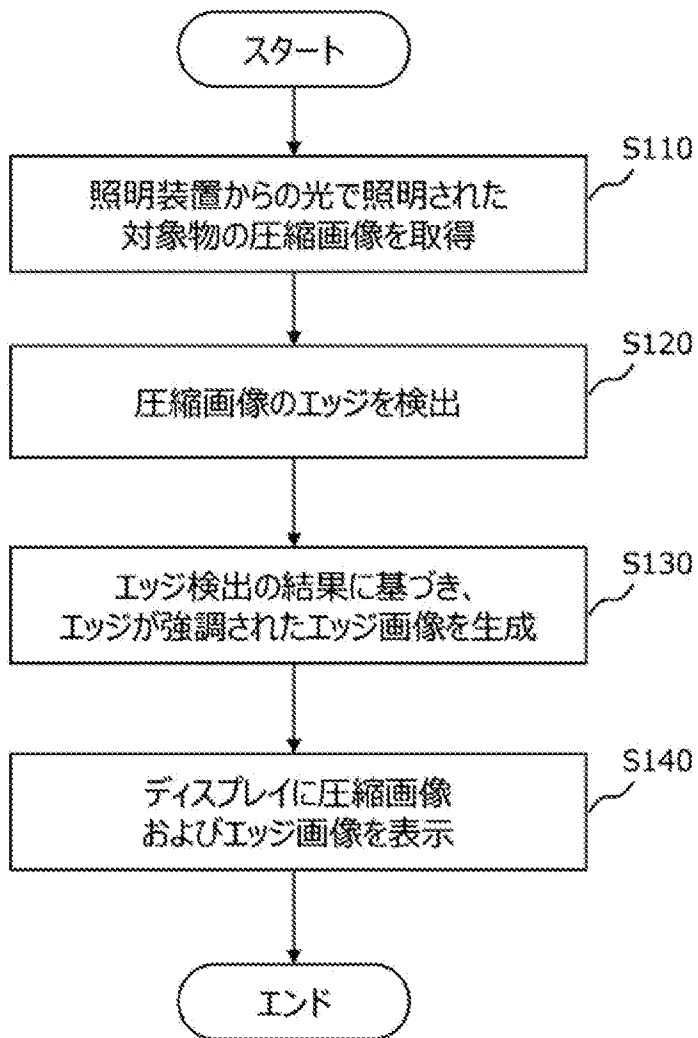 スタート
S110
照明装置からの光で照明された
対象物の圧縮画像を取得
S120
圧縮画像のエッジを検出
S130
エッジ検出の結果に基づき、
エッジが強調されたエッジ画像を生成
S140
ディスプレイに圧縮画像
およびエッジ画像を表示
エンド